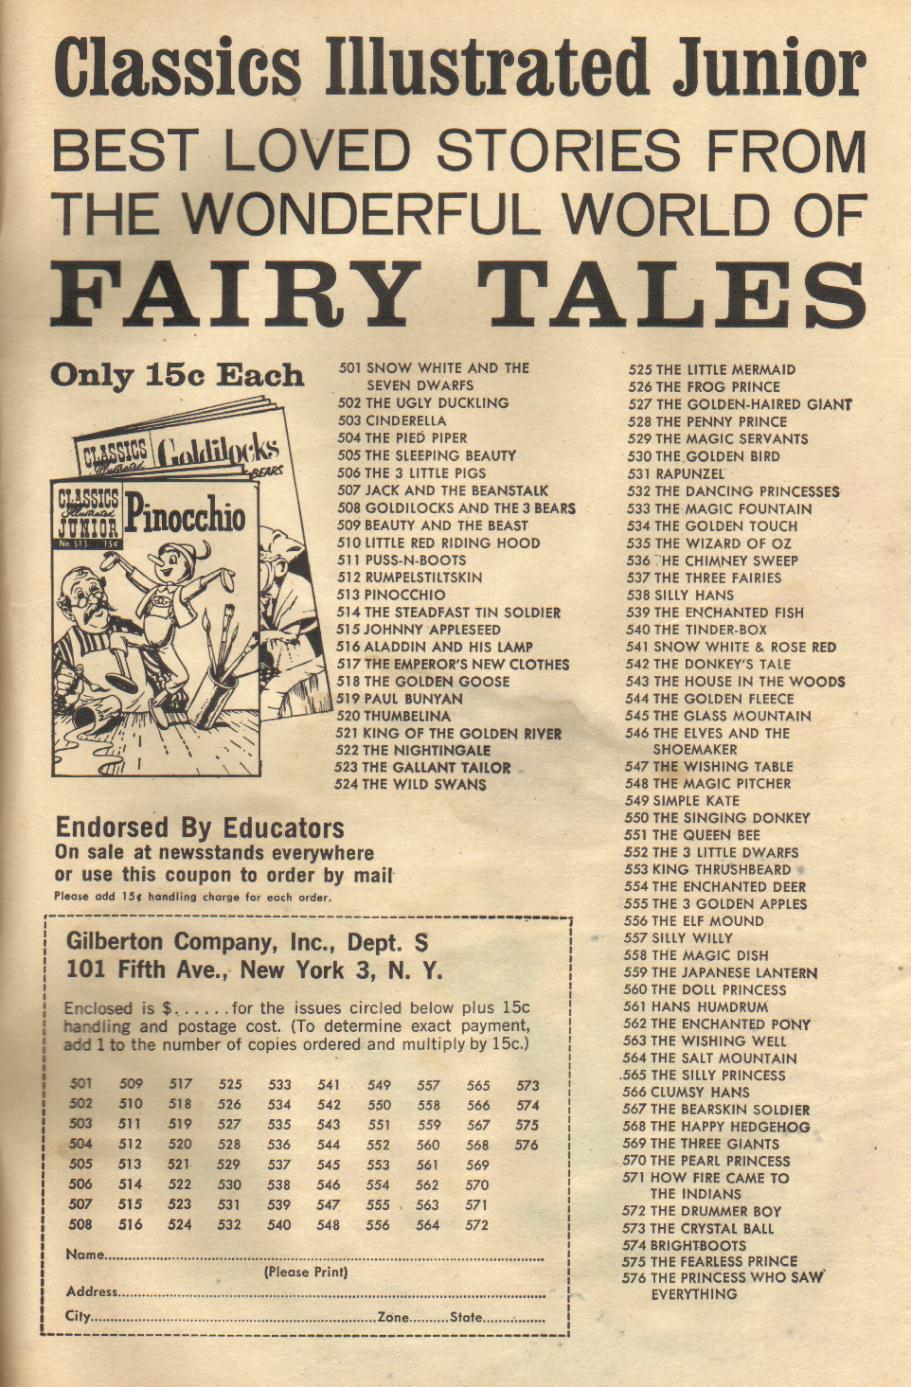 Classics Illustrated Junior
BEST LOVED STORIES FROM
THE WONDERFUL WORLD OF
FAIRY TALES
Only 15c Each
CLASSICS
Illustrated
Goldilocks
BEARS
CLASSICS
Illustrated
JUNIOR
No. 513 15¢
Pinocchio
501 SNOW WHITE AND THE
SEVEN DWARFS
502 THE UGLY DUCKLING
503 CINDERELLA
504 THE PIED PIPER
505 THE SLEEPING BEAUTY
506 THE 3 LITTLE PIGS
507 JACK AND THE BEANSTALK
508 GOLDILOCKS AND THE 3 BEARS
509 BEAUTY AND THE BEAST
510 LITTLE RED RIDING HOOD
511 PUSS-N-BOOTS
512 RUMPELSTILTSKIN
513 PINOCCHIO
514 THE STEADFAST TIN SOLDIER
515 JOHNNY APPLESEED
516 ALADDIN AND HIS LAMP
517 THE EMPEROR'S NEW CLOTHES
518 THE GOLDEN GOOSE
519 PAUL BUNYAN
520 THUMBELINA
521 KING OF THE GOLDEN RIVER
522 THE NIGHTINGALE
523 THE GALLANT TAILOR
524 THE WILD SWANS
525 THE LITTLE MERMAID
526 THE FROG PRINCE
527 THE GOLDEN-HAIRED GIANT
528 THE PENNY PRINCE
529 THE MAGIC SERVANTS
530 THE GOLDEN BIRD
531 RAPUNZEL
532 THE DANCING PRINCESSES
533 THE MAGIC FOUNTAIN
534 THE GOLDEN TOUCH
535 THE WIZARD OF OZ
536 THE CHIMNEY SWEEP
537 THE THREE FAIRIES
538 SILLY HANS
539 THE ENCHANTED FISH
540 THE TINDER-BOX
541 SNOW WHITE & ROSE RED
542 THE DONKEY'S TALE
543 THE HOUSE IN THE WOODS
544 THE GOLDEN FLEECE
545 THE GLASS MOUNTAIN
546 THE ELVES AND THE
SHOEMAKER
547 THE WISHING TABLE
548 THE MAGIC PITCHER
549 SIMPLE KATE
550 THE SINGING DONKEY
551 THE QUEEN BEE
552 THE 3 LITTLE DWARFS
553 KING THRUSHBEARD
554 THE ENCHANTED DEER
555 THE 3 GOLDEN APPLES
556 THE ELF MOUND
557 SILLY WILLY
558 THE MAGIC DISH
559 THE JAPANESE LANTERN
560 THE DOLL PRINCESS
561 HANS HUMDRUM
562 THE ENCHANTED PONY
563 THE WISHING WELL
564 THE SALT MOUNTAIN
565 THE SILLY PRINCESS
566 CLUMSY HANS
567 THE BEARSKIN SOLDIER
568 THE HAPPY HEDGEHOG
569 THE THREE GIANTS
570 THE PEARL PRINCESS
571 HOW FIRE CAME TO
THE INDIANS
572 THE DRUMMER BOY
573 THE CRYSTAL BALL
574 BRIGHTBOOTS
575 THE FEARLESS PRINCE
576 THE PRINCESS WHO SAW
EVERYTHING
Endorsed By Educators
On sale at newsstands everywhere
or use this coupon to order by mail
Please add 15¢ handling charge for each order.
Gilberton Company, Inc., Dept. S
101 Fifth Ave., New York 3, N. Y.
Enclosed is $.......for the issues circled below plus 15c
handling and postage cost. (To determine exact payment,
add 1 to the number of copies ordered and multiply by 15c.)
501 509 517 525 533 541 549 557 565 573
502 510 518 526 534 542 550 558 566 574
503 511 519 527 535 543 551 559 567 575
504 512 520 528 536 544 552 560 568 576
505 513 521 529 537 545 553 561 569
506 514 522 530 538 546 554 562 570
507 515 523 531 539 547 555 563 571
508 516 524 532 540 548 556 564 572
Name..........
(Please Print)
Address..........
City..........Zone.........State..........